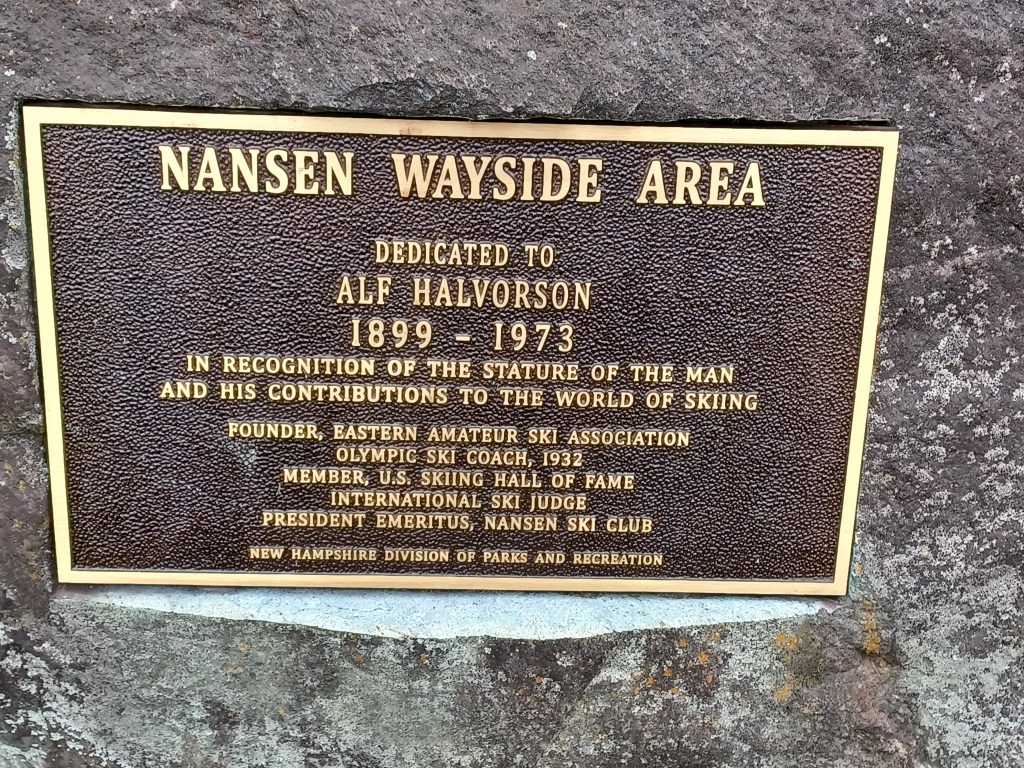 NANSEN WAYSIDE AREA
DEDICATED TO
ALF HALVORSON
1899 - 1973
IN RECOGNITION OF THE STATURE OF THE MAN
AND HIS CONTRIBUTIONS TO THE WORLD OF SKIING
FOUNDER, EASTERN AMATEUR SKI ASSOCIATION
OLYMPIC SKI COACH, 1932
MEMBER, U.S. SKIING HALL OF FAME
INTERNATIONAL SKI JUDGE
PRESIDENT EMERITUS, NANSEN SKI CLUB
NEW HAMPSHIRE DIVISION OF PARKS AND RECREATION